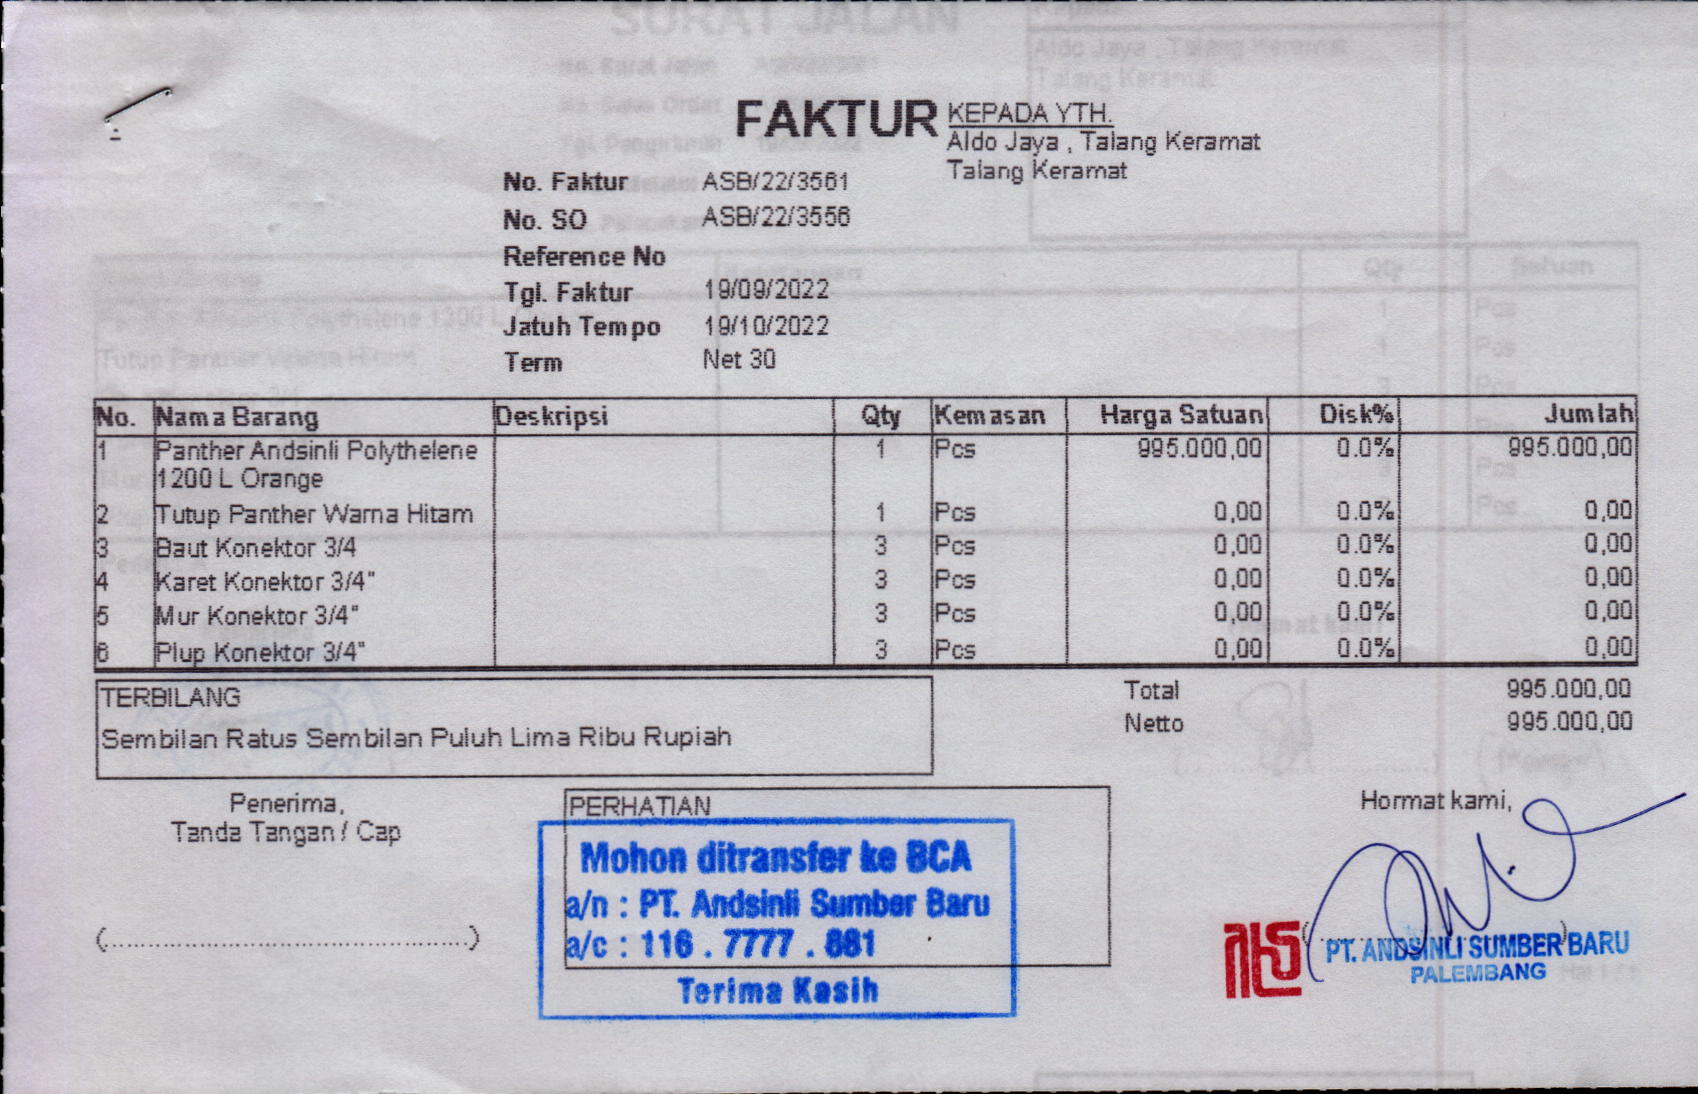 FAKTUR
KEPADA YTH.
Aldo Jaya , Talang Keramat
Talang Keramat
No. Faktur ASB/22/3561
No. SO ASB/22/3556
Reference No
Tgl. Faktur 19/09/2022
Jatuh Tempo 19/10/2022
Term Net 30
No. Nama Barang Deskripsi Qty Kemasan Harga Satuan Disk% Jumlah
1 Panther Andsinli Polythelene 1 Pcs 995.000,00 0.0% 995.000,00
1200 L Orange
2 Tutup Panther Warna Hitam 1 Pcs 0,00 0.0% 0,00
3 Baut Konektor 3/4 3 Pcs 0,00 0.0% 0,00
4 Karet Konektor 3/4" 3 Pcs 0,00 0.0% 0,00
5 Mur Konektor 3/4" 3 Pcs 0,00 0.0% 0,00
6 Plup Konektor 3/4" 3 Pcs 0,00 0.0% 0,00
TERBILANG
Sembilan Ratus Sembilan Puluh Lima Ribu Rupiah
Total 995.000,00
Netto 995.000,00
Penerima,
Tanda Tangan / Cap
PERHATIAN
Mohon ditransfer ke BCA
a/n : PT. Andsinli Sumber Baru
a/c : 116 . 7777 . 881
Terima Kasih
Hormat kami,
PT. ANDSINLI SUMBER BARU
PALEMBANG